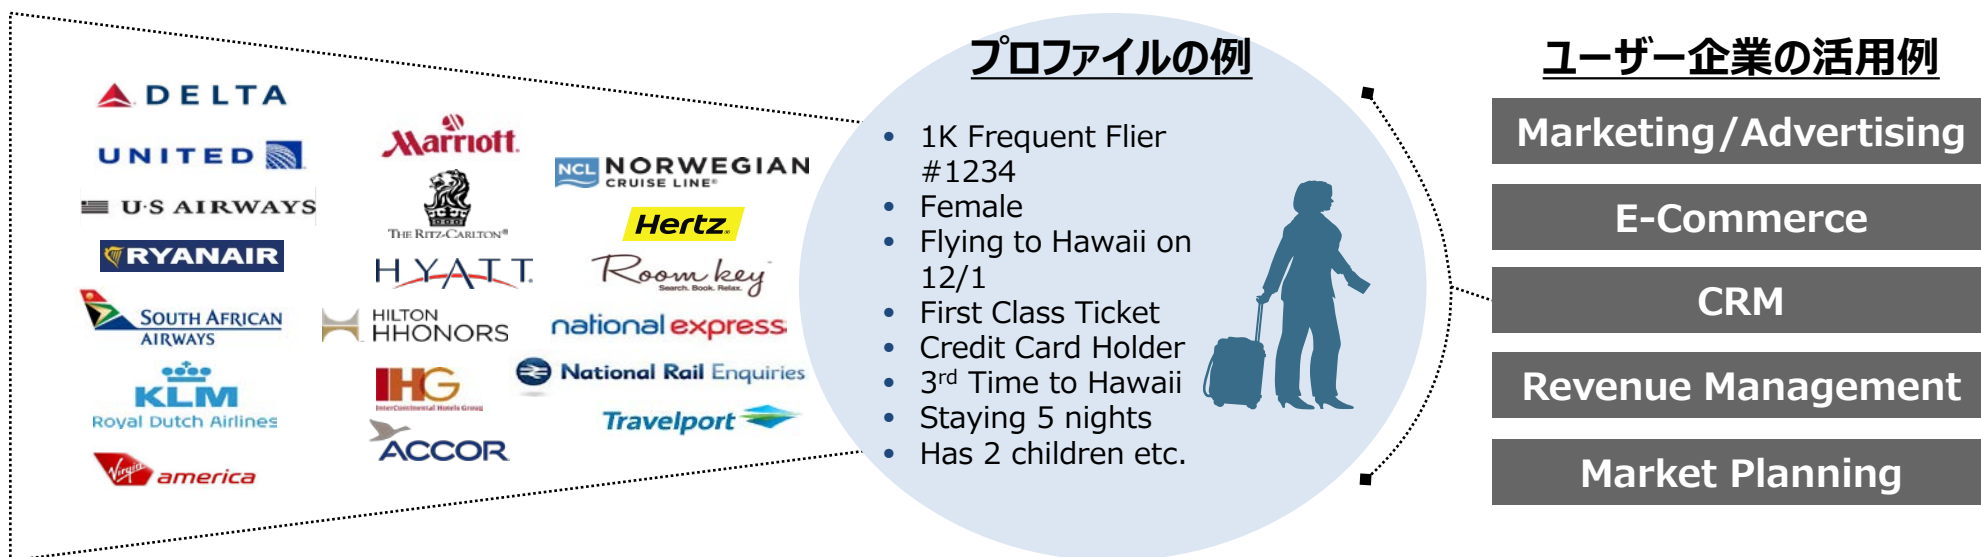 DELTA
UNITED
U·S AIRWAYS
RYANAIR
SOUTH AFRICAN
AIRWAYS
KLM
Royal Dutch Airlines
Virgin america
Marriott.
THE RITZ-CARLTON®
HYATT.
HILTON
HHONORS
IHG
InterContinental Hotels Group
ACCOR
NCL NORWEGIAN
CRUISE LINE®
Hertz.
Room key
Search. Book. Relax.
national express
National Rail Enquiries
Travelport
プロファイルの例
• 1K Frequent Flier
#1234
• Female
• Flying to Hawaii on
12/1
• First Class Ticket
• Credit Card Holder
• 3rd Time to Hawaii
• Staying 5 nights
• Has 2 children etc.
ユーザー企業の活用例
Marketing/Advertising
E-Commerce
CRM
Revenue Management
Market Planning